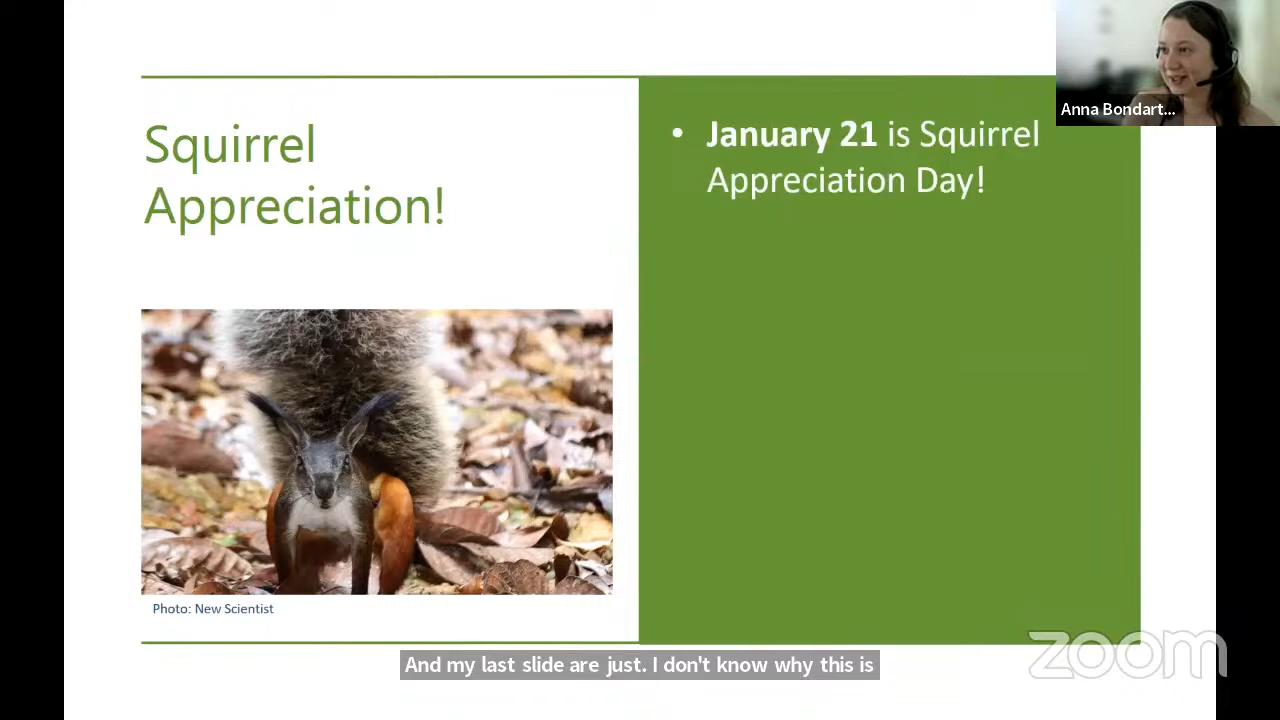 Squirrel
Appreciation!
Photo: New Scientist
• January 21 is Squirrel
Appreciation Day!
Anna Bondart...
And my last slide are just. I don't know why this is
zoom